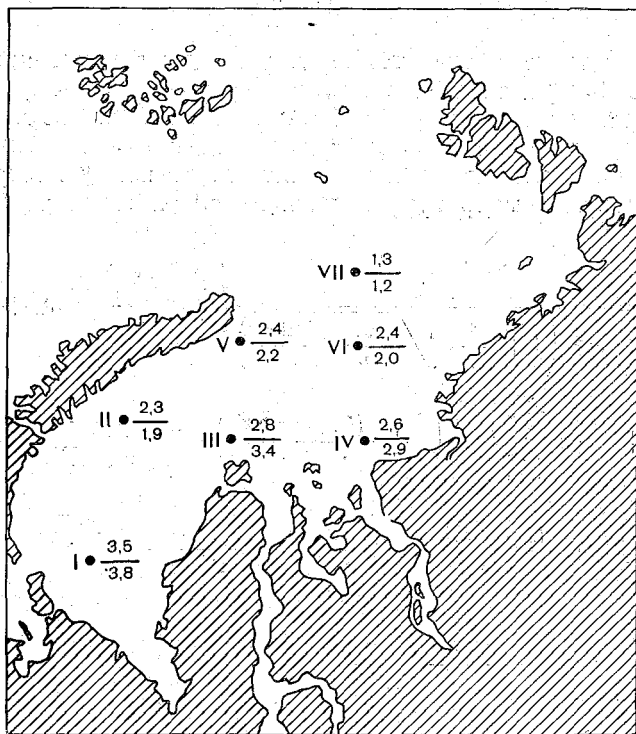 VII 1,3
1,2
V 2,4
2,2
VI 2,4
2,0
II 2,3
1,9
III 2,8
3,4
IV 2,6
2,9
I 3,5
3,8